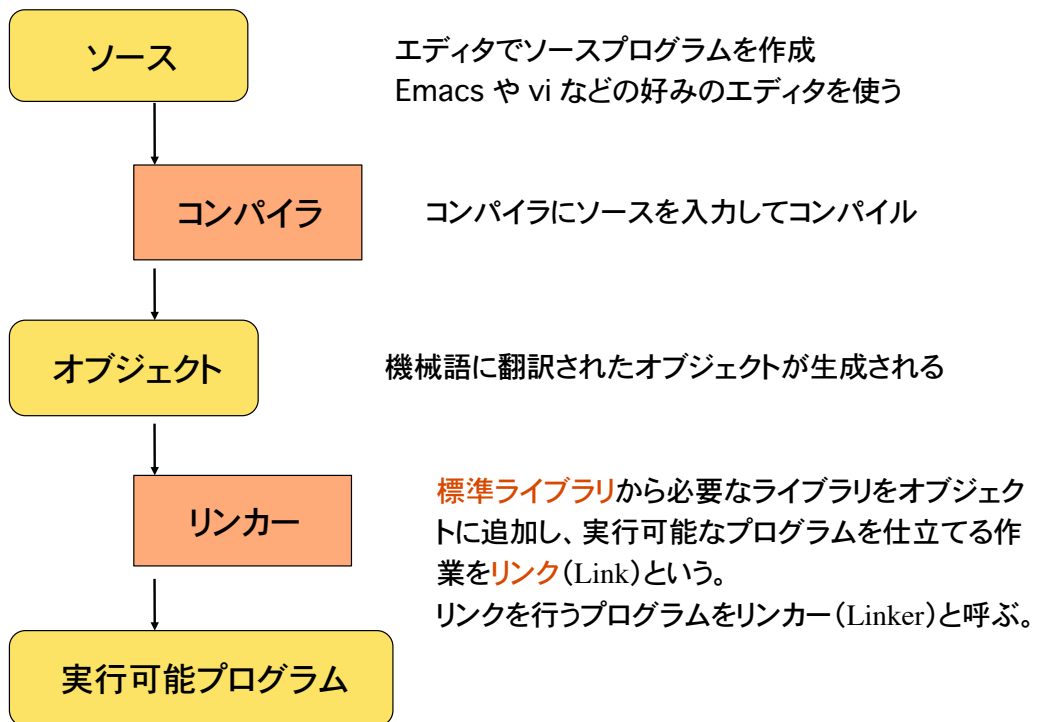 ソース
エディタでソースプログラムを作成
Emacs や vi などの好みのエディタを使う
コンパイラ
コンパイラにソースを入力してコンパイル
オブジェクト
機械語に翻訳されたオブジェクトが生成される
リンカー
標準ライブラリから必要なライブラリをオブジェク
トに追加し、実行可能なプログラムを仕立てる作
業をリンク(Link)という。
リンクを行うプログラムをリンカー(Linker)と呼ぶ。
実行可能プログラム